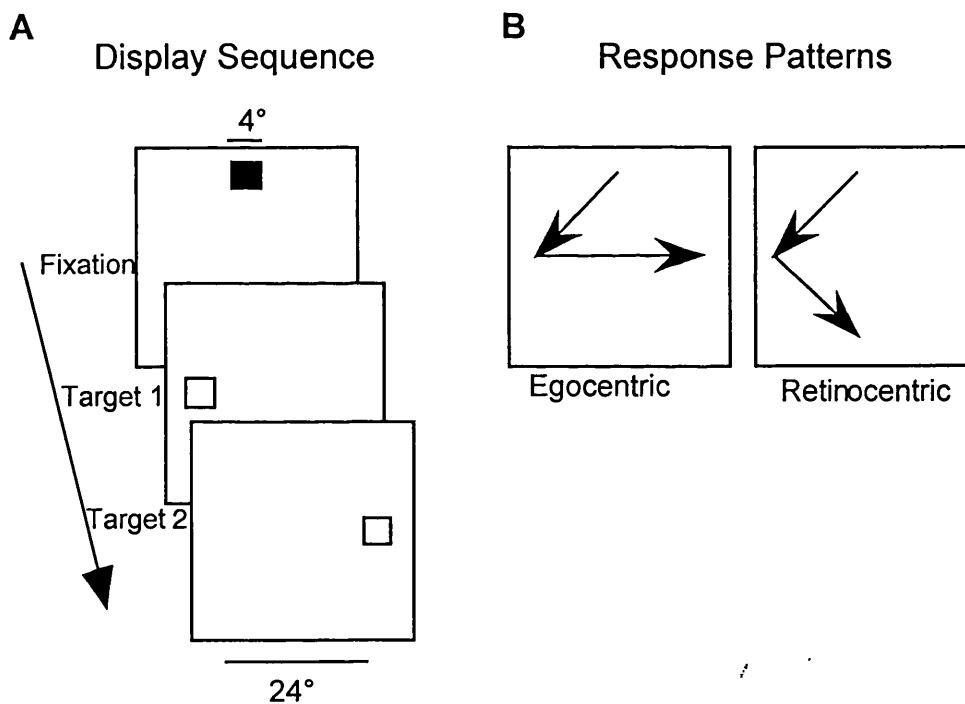 A
Display Sequence
4°
Fixation
Target 1
Target 2
24°
B
Response Patterns
Egocentric
Retinocentric